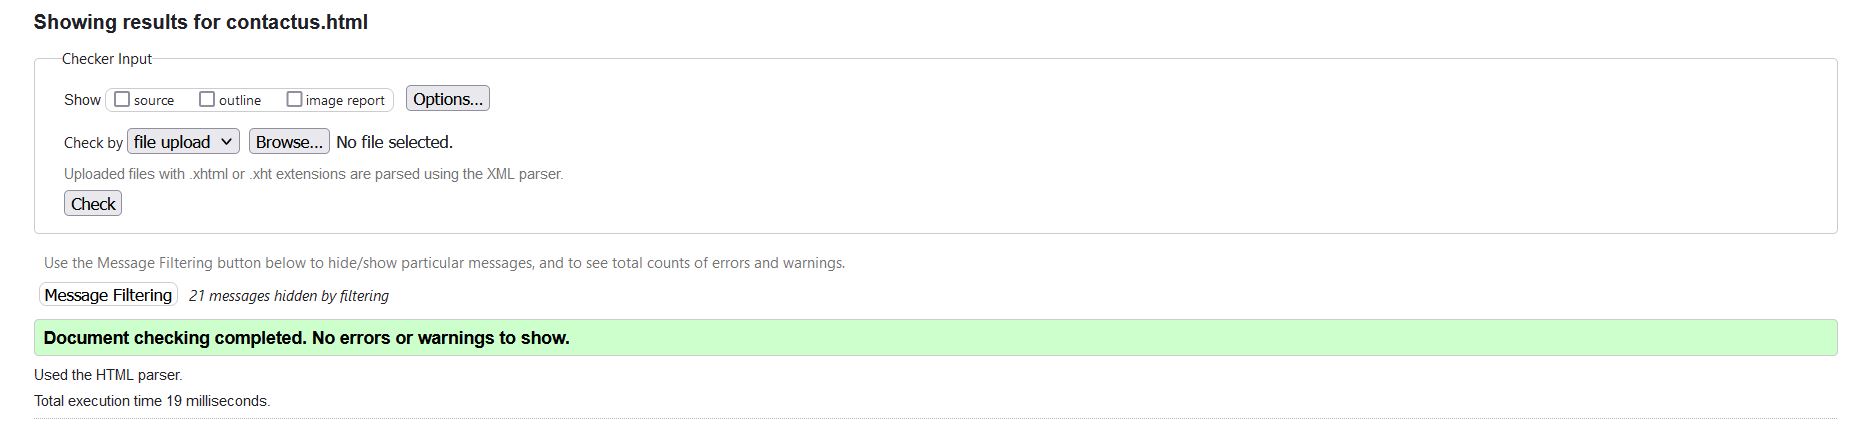 Showing results for contactus.html
Checker Input
Show source outline image report Options...
Check by file upload Browse... No file selected.
Uploaded files with .xhtml or .xht extensions are parsed using the XML parser.
Check
Use the Message Filtering button below to hide/show particular messages, and to see total counts of errors and warnings.
Message Filtering 21 messages hidden by filtering
Document checking completed. No errors or warnings to show.
Used the HTML parser.
Total execution time 19 milliseconds.